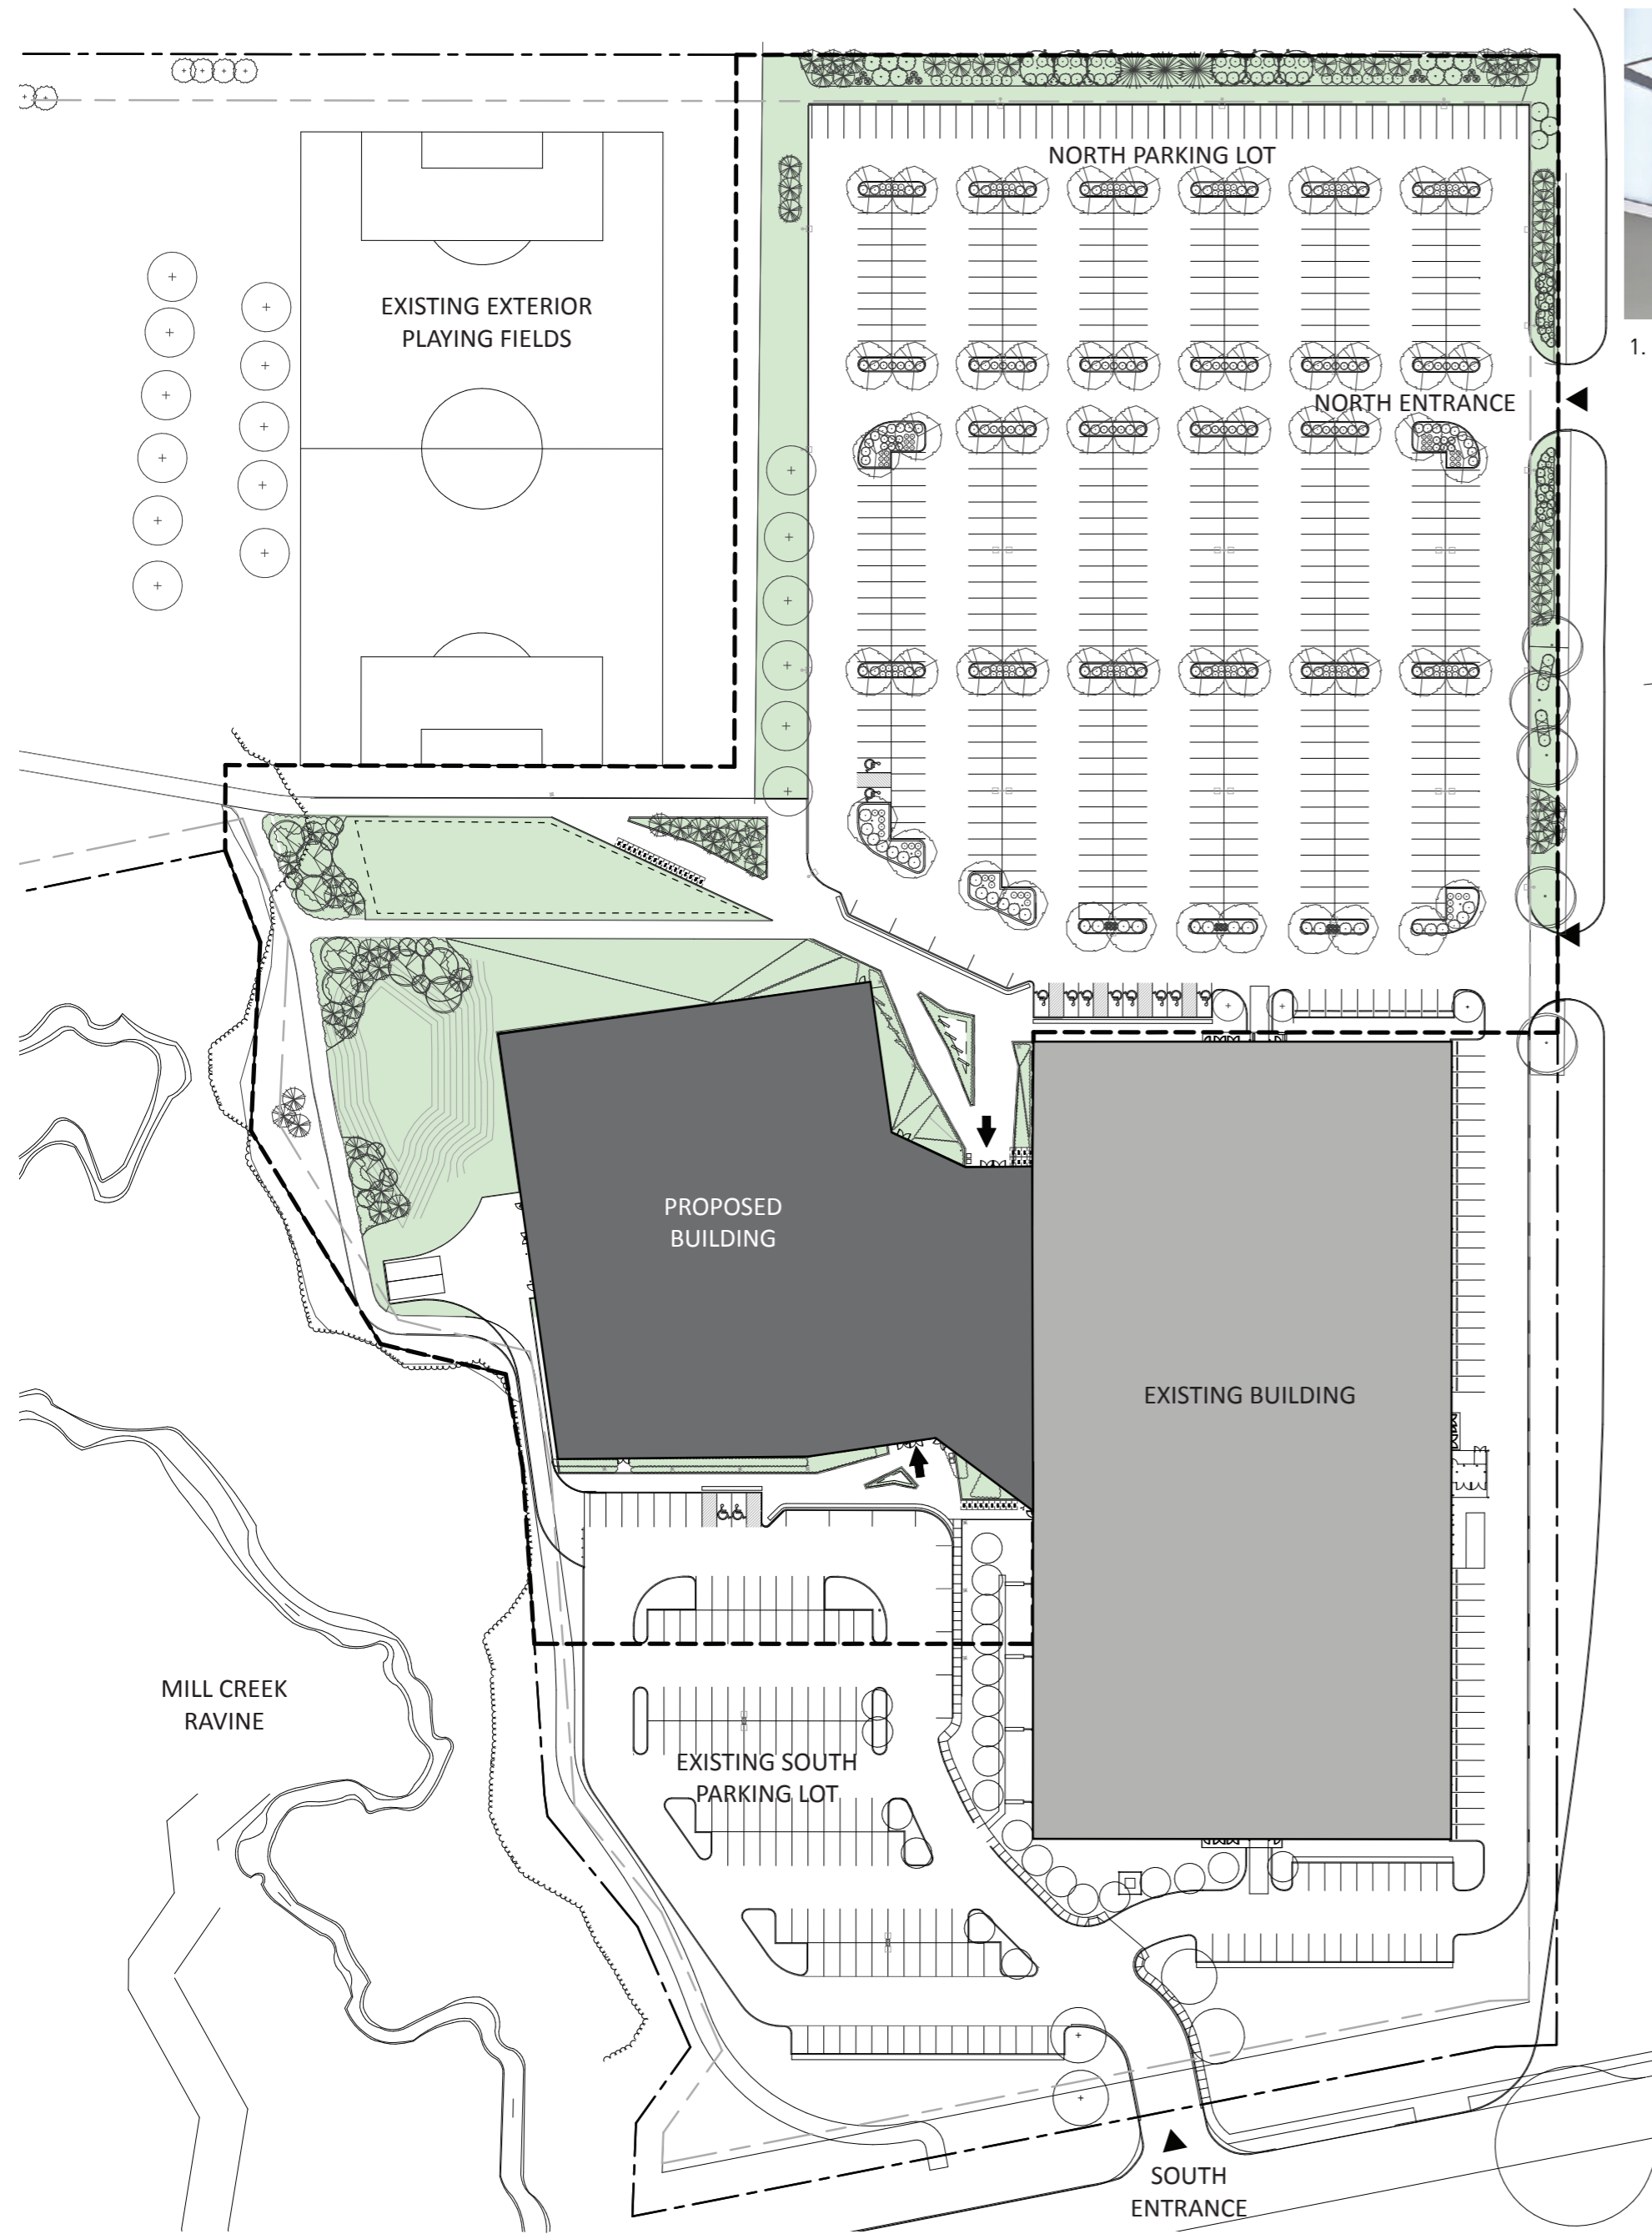 NORTH PARKING LOT
1.
EXISTING EXTERIOR
PLAYING FIELDS
NORTH ENTRANCE
PROPOSED
BUILDING
EXISTING BUILDING
MILL CREEK
RAVINE
EXISTING SOUTH
PARKING LOT
SOUTH
ENTRANCE